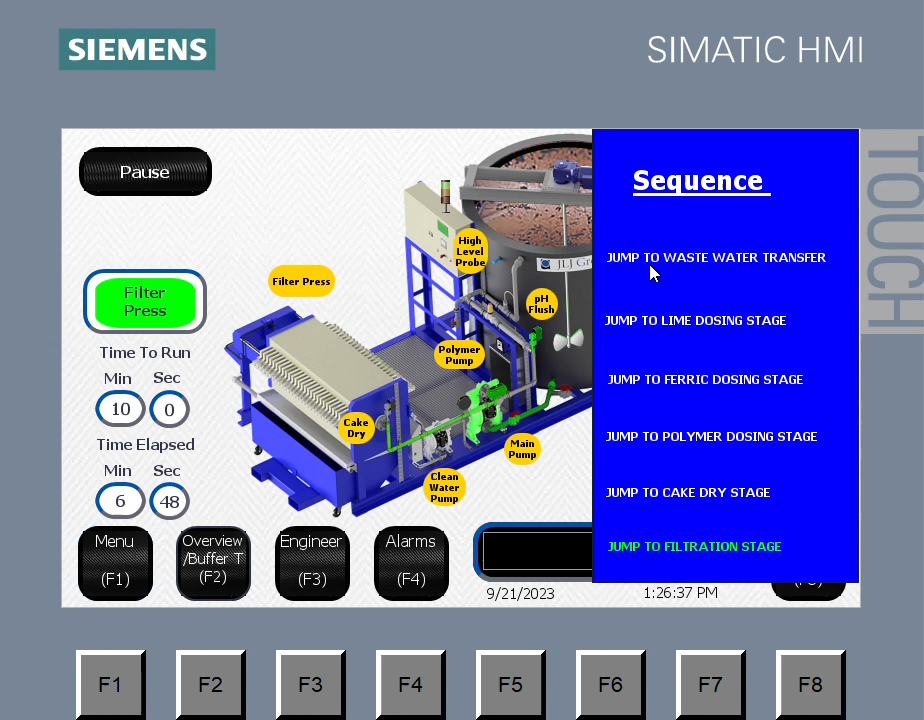 SIEMENS
SIMATIC HMI
TOUCH
Pause
Sequence
High
Level
Probe
JUMP TO WASTE WATER TRANSFER
Filter Press
pH
Flush
Filter
Press
JUMP TO LIME DOSING STAGE
Time To Run
Polymer
Pump
Min Sec
JUMP TO FERRIC DOSING STAGE
10 0
Cake
Dry
JUMP TO POLYMER DOSING STAGE
Time Elapsed
Main
Pump
Min Sec
Clean
Water
Pump
JUMP TO CAKE DRY STAGE
6 48
Menu
(F1)
Overview
/Buffer T
(F2)
Engineer
(F3)
Alarms
(F4)
JUMP TO FILTRATION STAGE
9/21/2023
1:26:37 PM
F1 F2 F3 F4 F5 F6 F7 F8